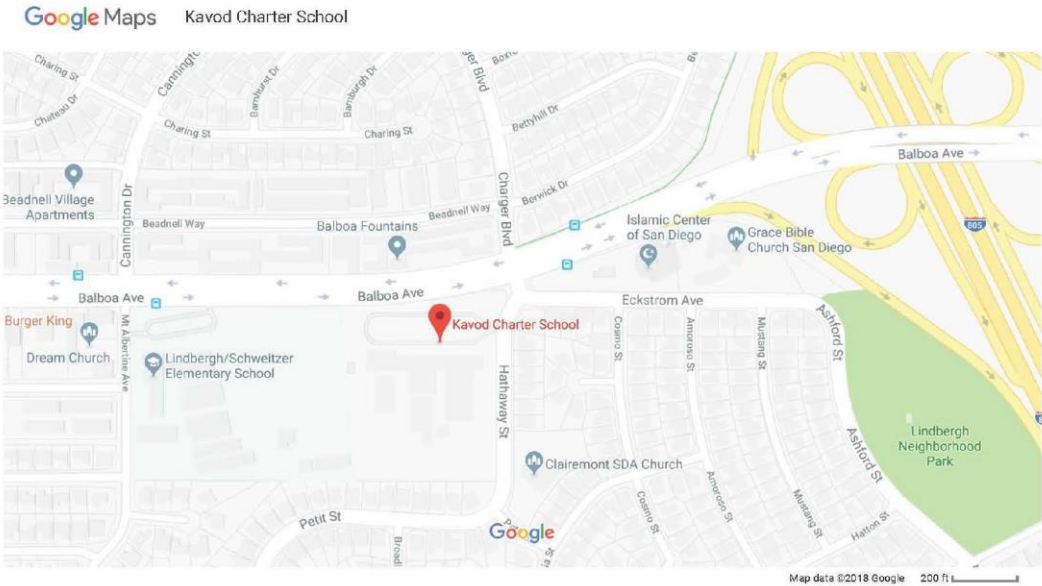 Google Maps Kavod Charter School
Boxfo
Charing St
Cannington
Barnhurst Dr
Bamburgh Dr
Charger Blvd
Chateau Dr
Charing St
Charing St
Bettyhill Dr
Balboa Ave
Beadnell Village
Apartments
Cannington Dr
Beadnell Way
Balboa Fountains
Beadnell Way
Charger Blvd
Berwick Dr
Islamic Center
of San Diego
Grace Bible
Church San Diego
805
Balboa Ave
Balboa Ave
Eckstrom Ave
Burger King
Dream Church
Mt Albertine Ave
Lindbergh/Schweitzer
Elementary School
Kavod Charter School
Hathaway St
Cosmo St
Amoroso St
Mustang St
Ashford St
Lindbergh
Neighborhood
Park
Ashford St
Clairemont SDA Church
Cosmo St
Amoroso St
Mustang St
Hatton St
Petit St
Google
Map data ©2018 Google 200 ft